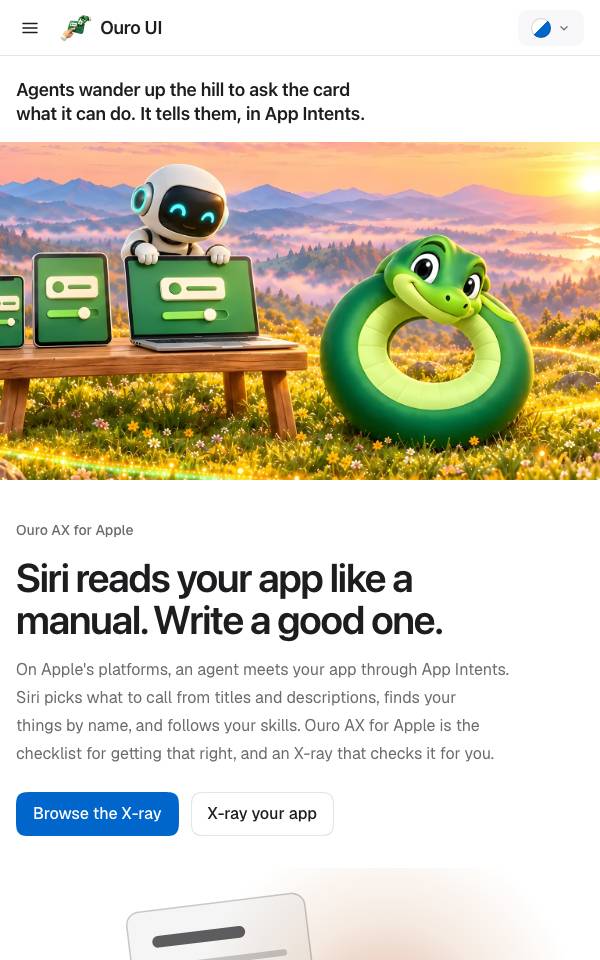 Ouro UI
Agents wander up the hill to ask the card
what it can do. It tells them, in App Intents.
Ouro AX for Apple
Siri reads your app like a
manual. Write a good one.
On Apple's platforms, an agent meets your app through App Intents.
Siri picks what to call from titles and descriptions, finds your
things by name, and follows your skills. Ouro AX for Apple is the
checklist for getting that right, and an X-ray that checks it for you.
Browse the X-ray
X-ray your app